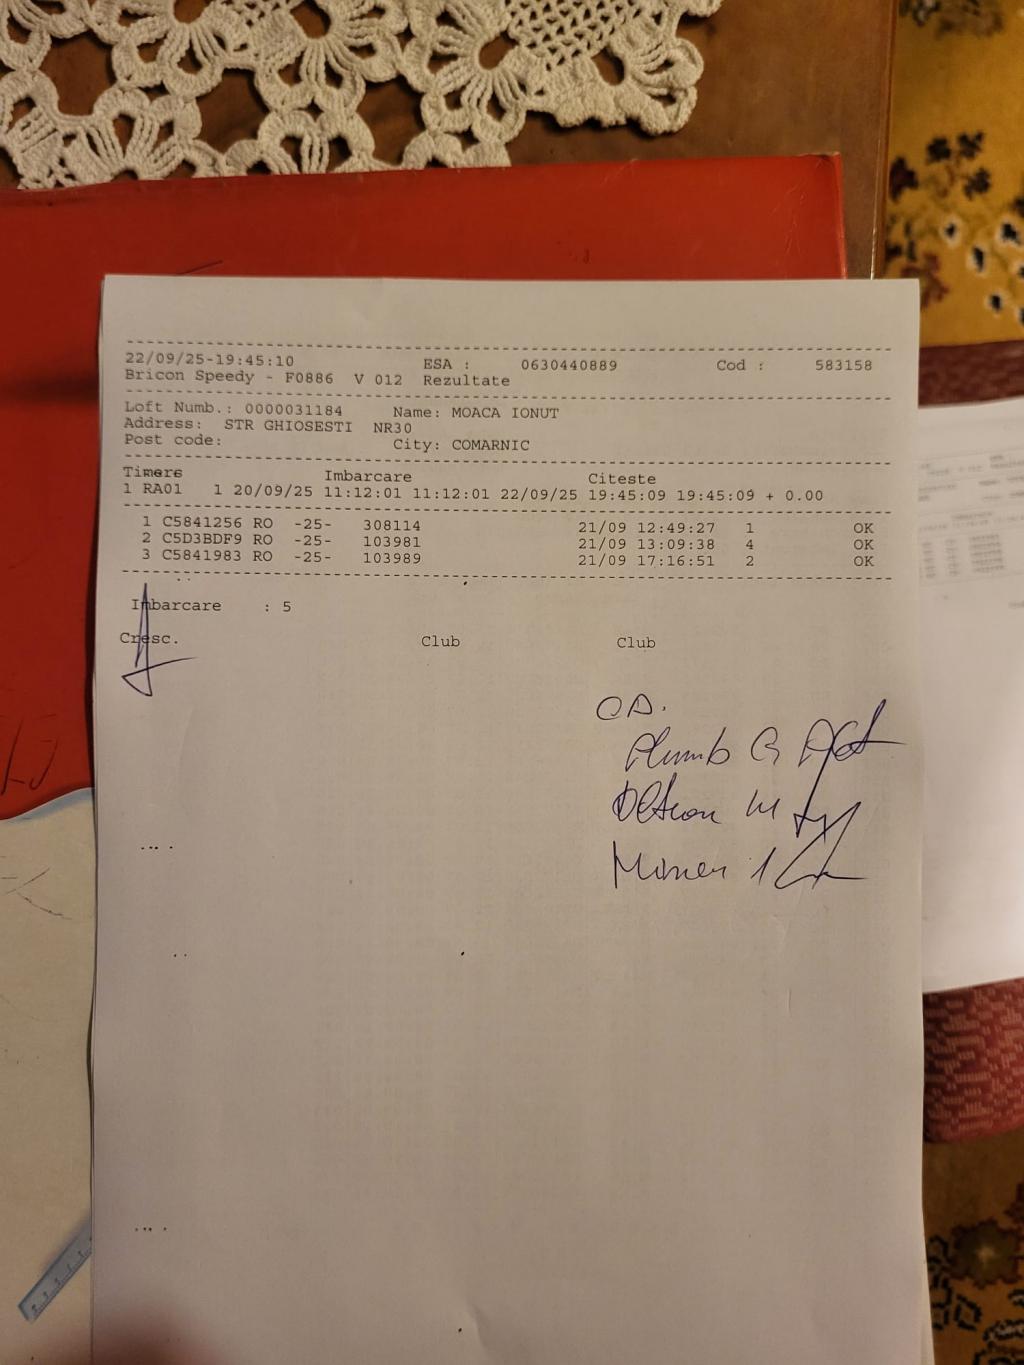 22/09/25-19:45:10 ESA : 0630440889 Cod : 583158
Bricon Speedy - F0886 V 012 Rezultate
Loft Numb.: 0000031184 Name: MOACA IONUT
Address: STR GHIOSESTI NR30
Post code: City: COMARNIC
Timers Imbarcare Citeste
1 RA01 1 20/09/25 11:12:01 11:12:01 22/09/25 19:45:09 19:45:09 + 0.00
1 C5841256 RO -25- 308114 21/09 12:49:27 1 OK
2 C5D3BDF9 RO -25- 103981 21/09 13:09:38 4 OK
3 C5841983 RO -25- 103989 21/09 17:16:51 2 OK
Imbarcare : 5
Cresc. Club Club
Plumb G